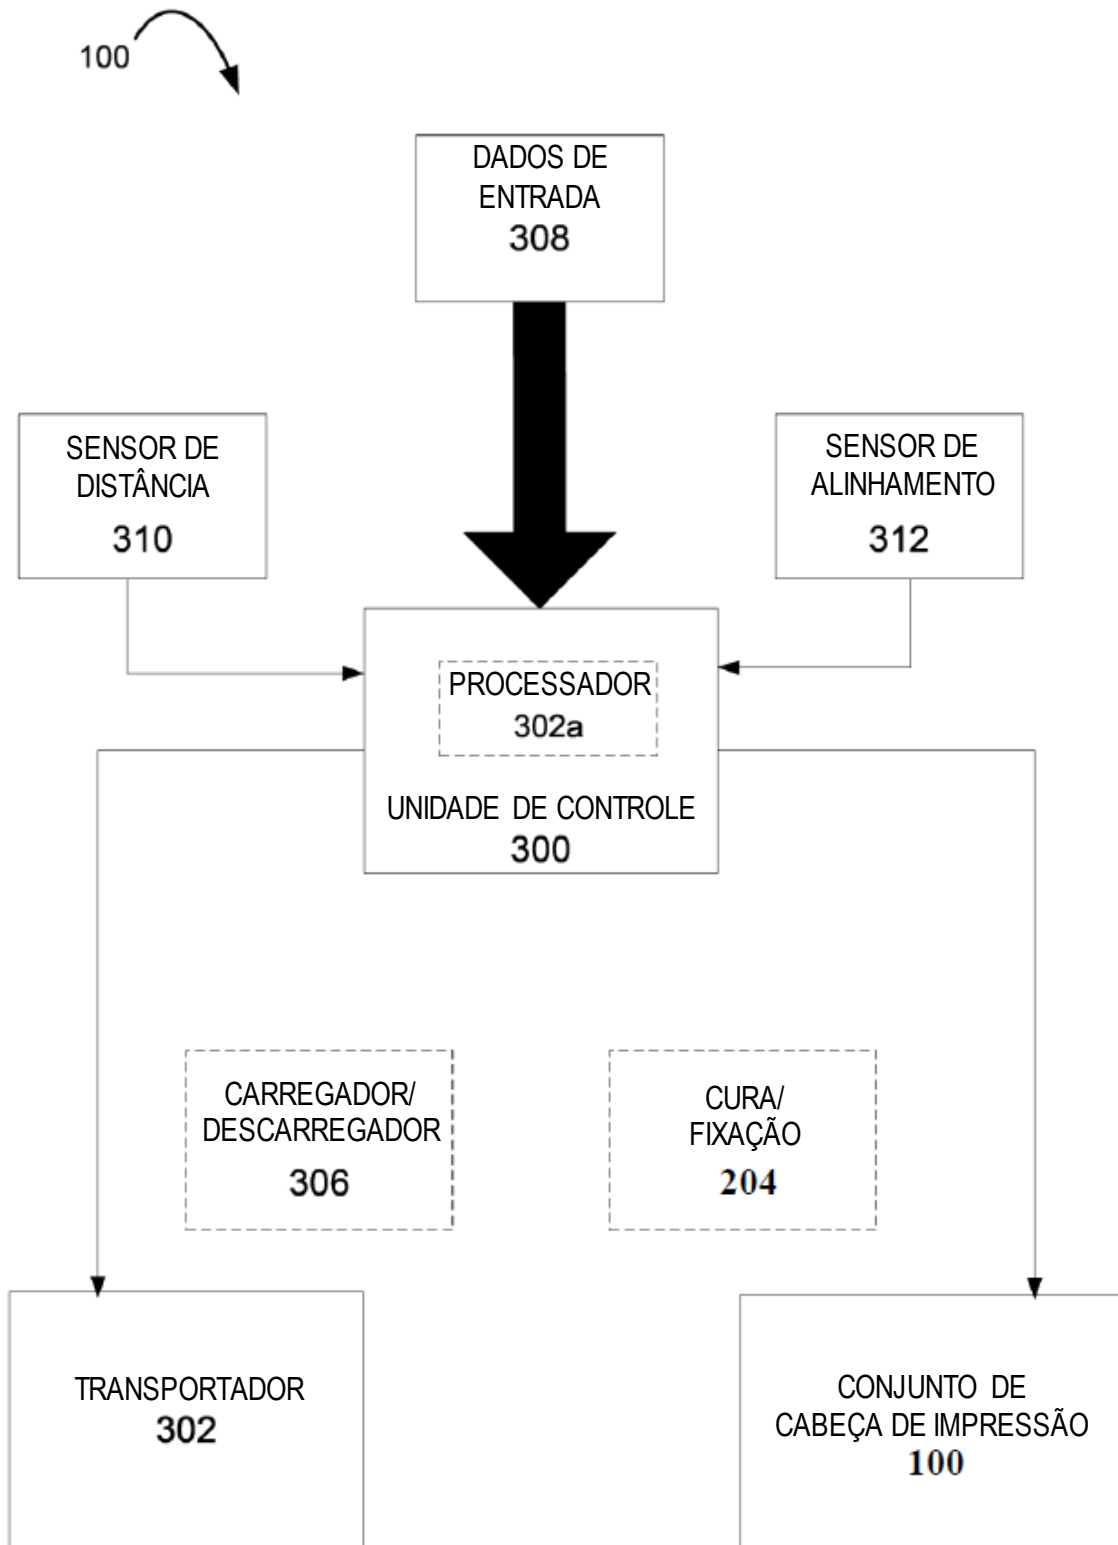 100
DADOS DE
ENTRADA
308
SENSOR DE
DISTÂNCIA
310
SENSOR DE
ALINHAMENTO
312
PROCESSADOR
302a
UNIDADE DE CONTROLE
300
CARREGADOR/
DESCARREGADOR
306
CURA/
FIXAÇÃO
204
TRANSPORTADOR
302
CONJUNTO DE
CABEÇA DE IMPRESSÃO
100